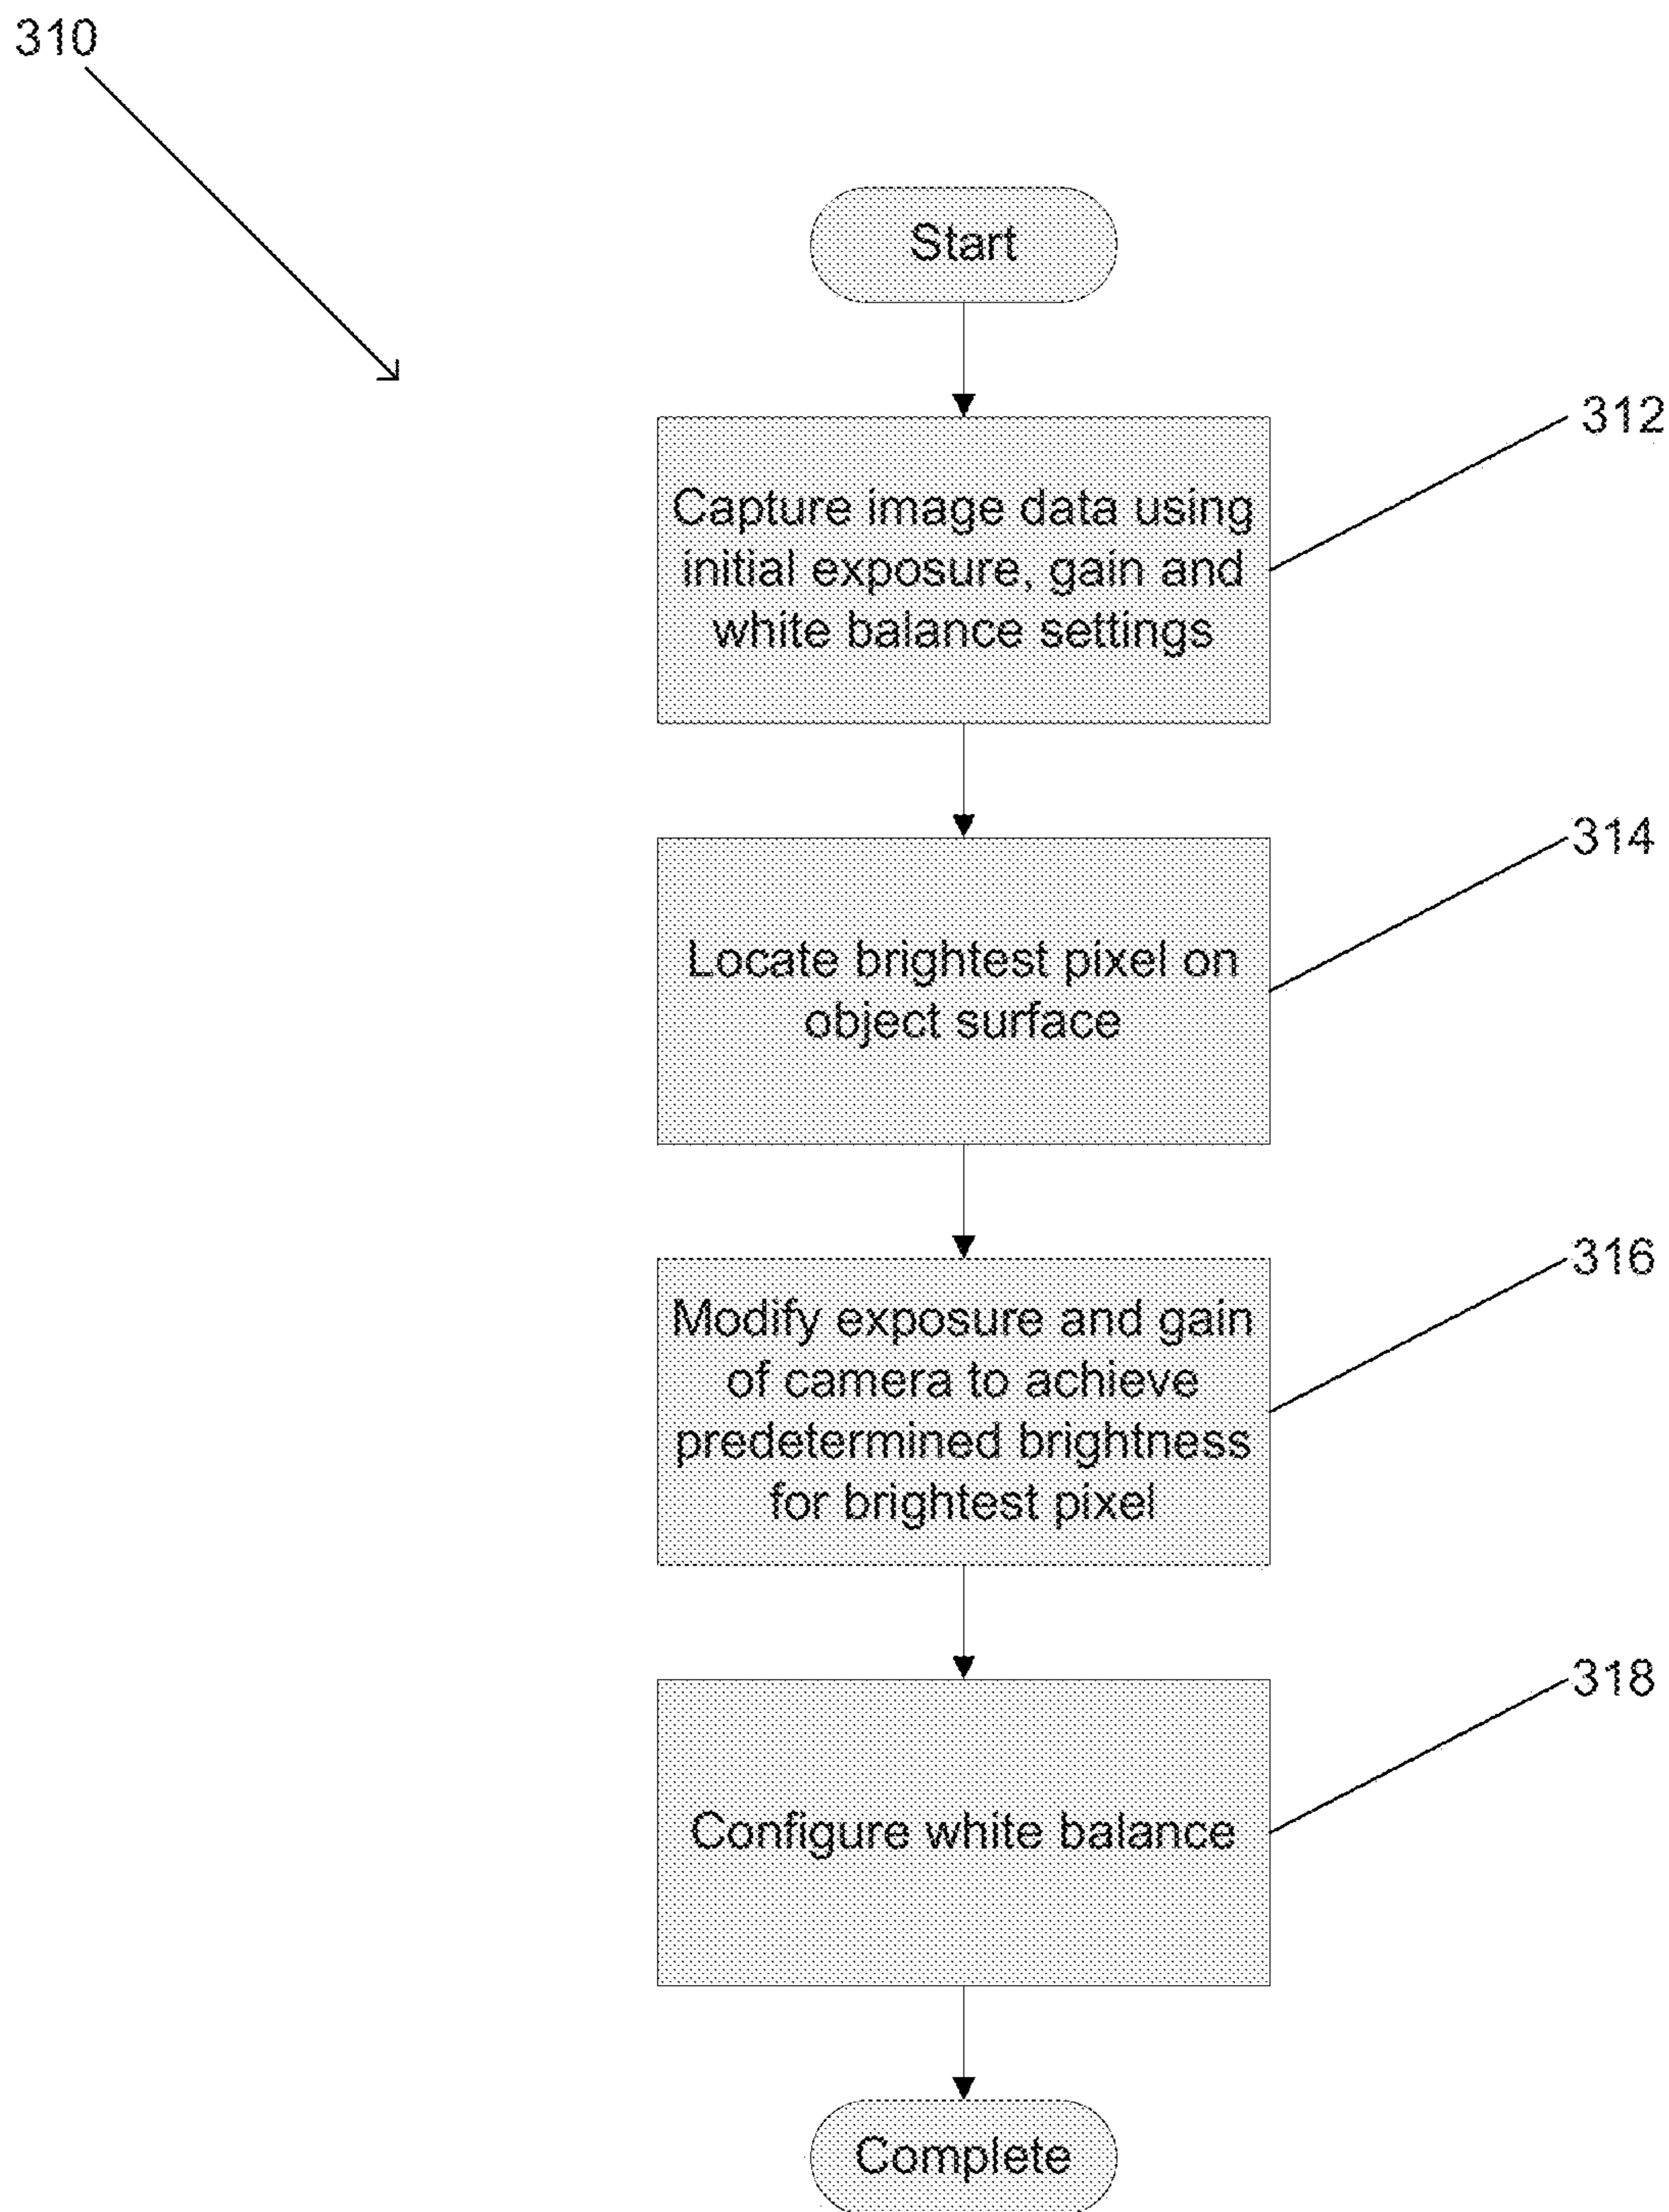 310
Start
312
Capture image data using
initial exposure, gain and
white balance settings
314
Locate brightest pixel on
object surface
316
Modify exposure and gain
of camera to achieve
predetermined brightness
for brightest pixel
318
Configure white balance
Complete